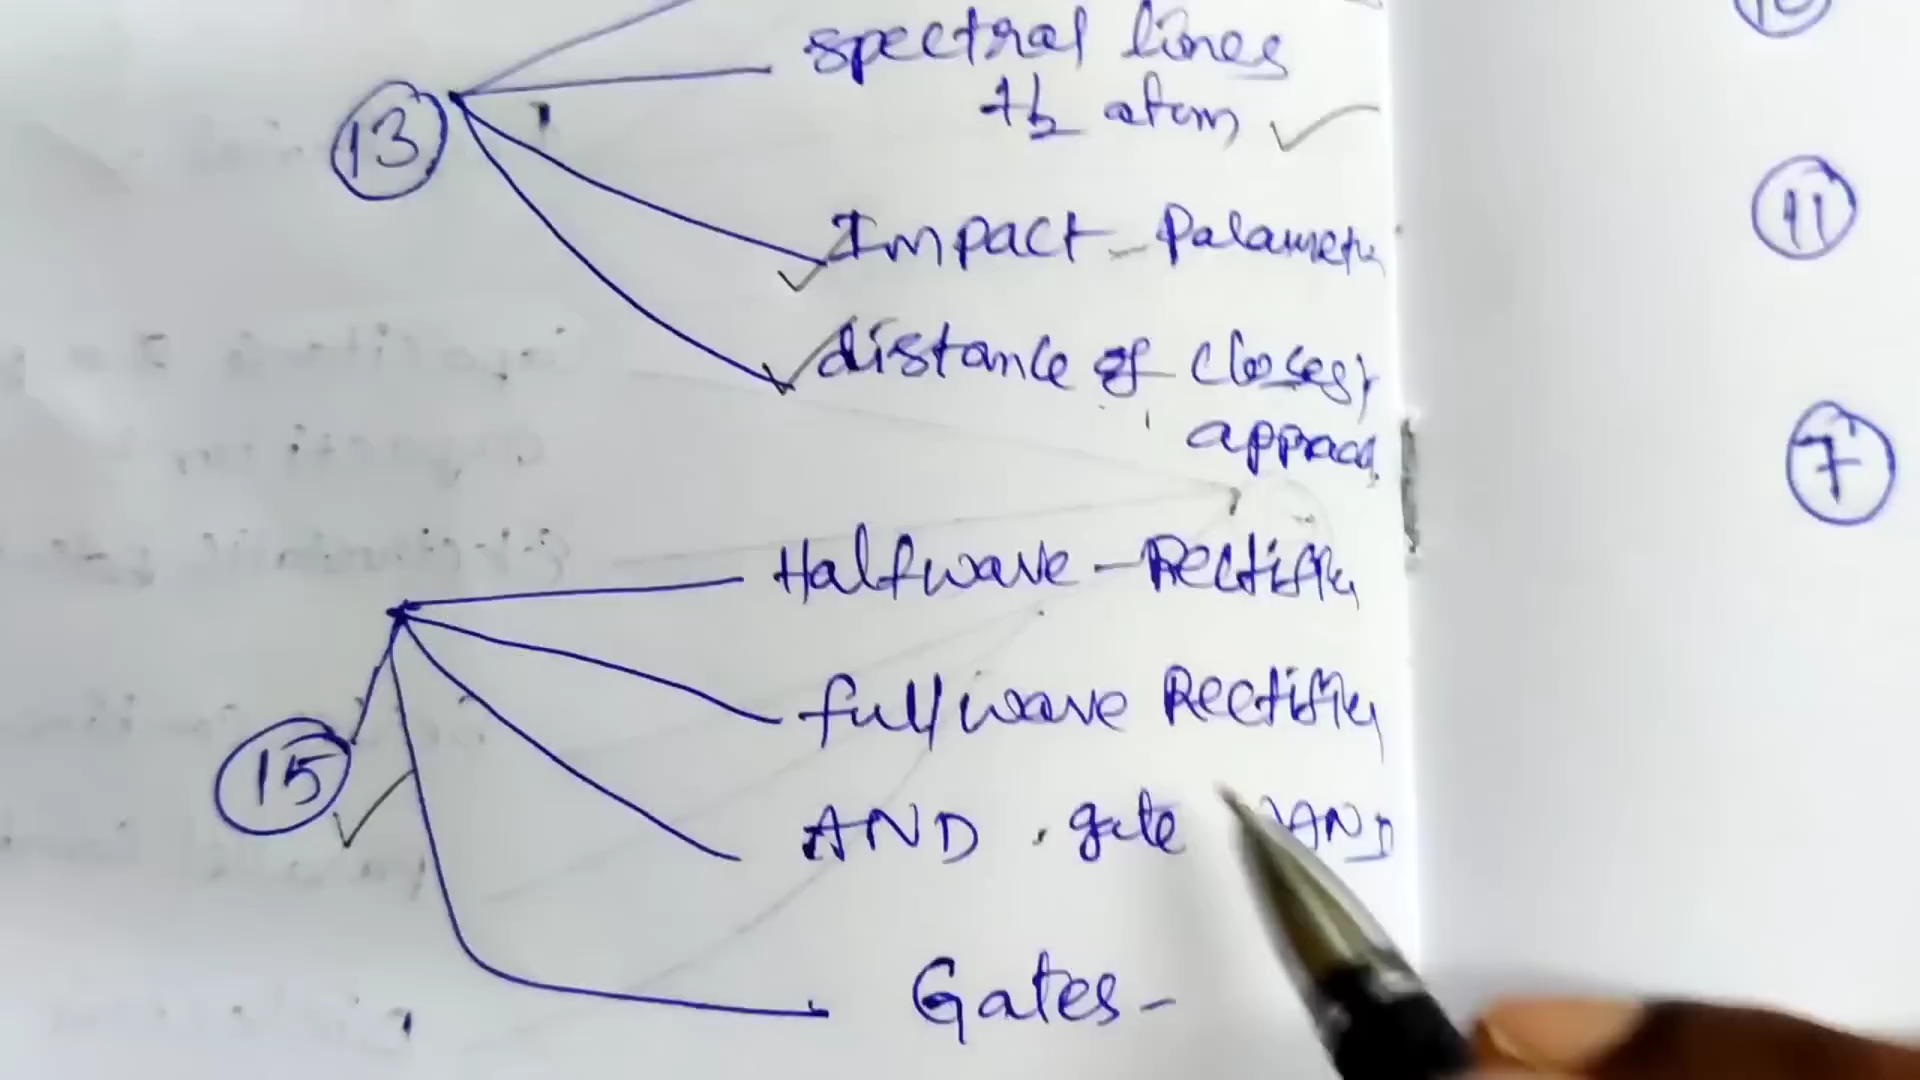 spectral lines
13
H2 atom
Impact - Parameter
distance of closest
approach
Halfwave - Rectifier
fullwave Rectifier
15
AND gate NAND
Gates -
11
7